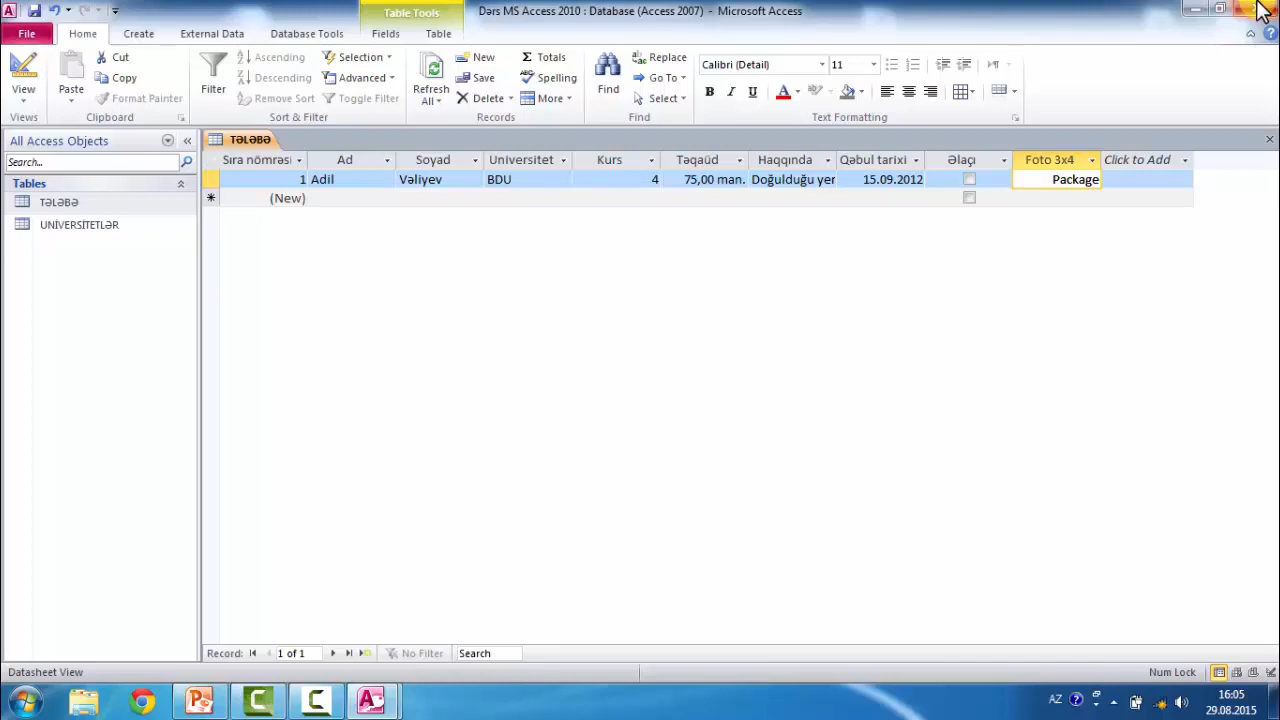 Table Tools
Dərs MS Access 2010 : Database (Access 2007) - Microsoft Access
File Home Create External Data Database Tools Fields Table
View
Views
Paste
Cut
Copy
Format Painter
Clipboard
Filter
Ascending
Descending
Remove Sort
Selection
Advanced
Toggle Filter
Sort & Filter
Refresh
All
New
Save
Delete
Totals
Spelling
More
Records
Find
Replace
Go To
Select
Find
Calibri (Detail) 11
Text Formatting
All Access Objects
Search...
Tables
TƏLƏBƏ
UNİVERSİTETLƏR
TƏLƏBƏ
Sıra nömrəsi Ad Soyad Universitet Kurs Təqaüd Haqqında Qəbul tarixi Əlaçı Foto 3x4 Click to Add
1 Adil Vəliyev BDU 4 75,00 man. Doğulduğu yer 15.09.2012 Package
(New)
Record: 1 of 1 No Filter Search
Datasheet View Num Lock
AZ 16:05
29.08.2015